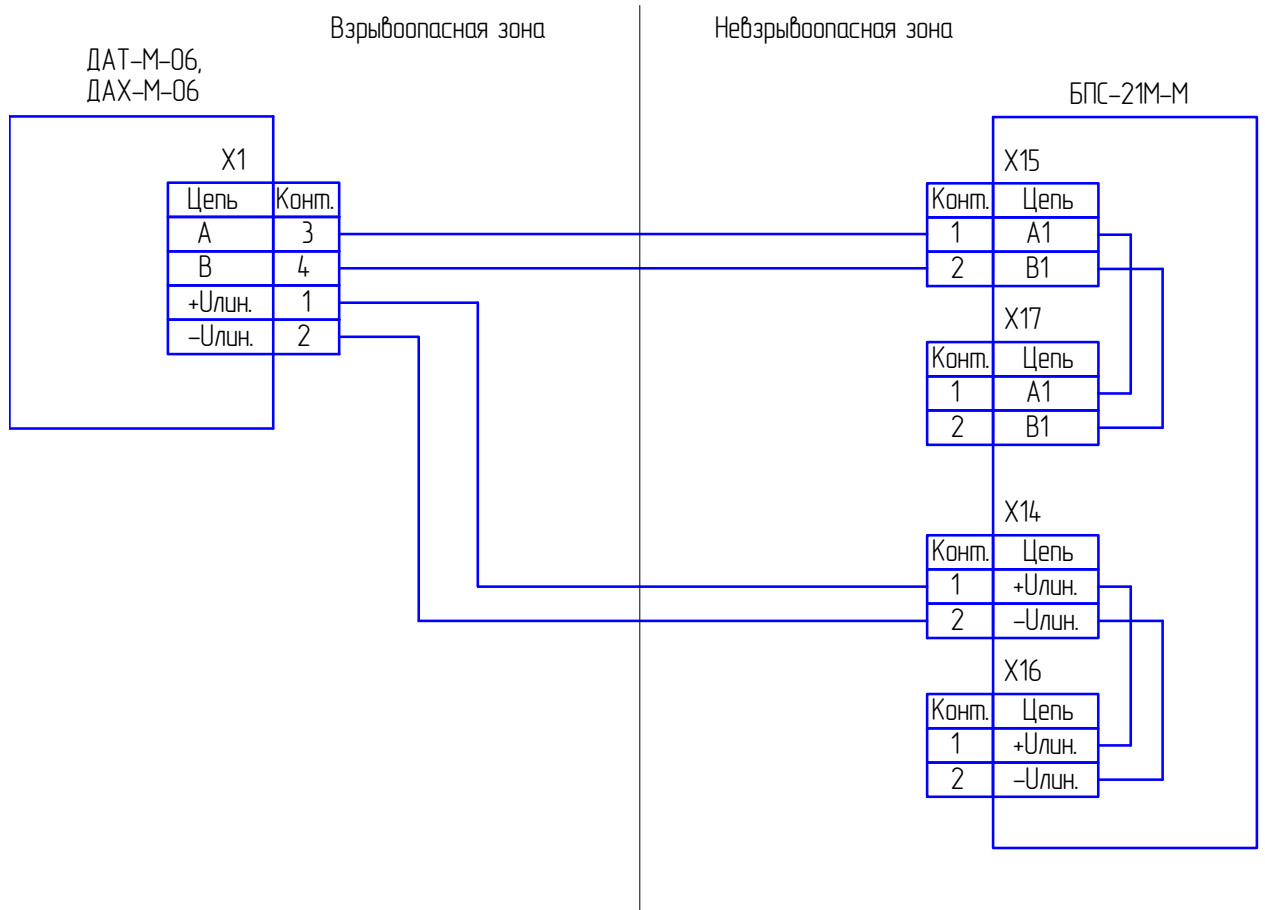 Взрывоопасная зона
Невзрывоопасная зона
ДАТ-М-06,
ДАХ-М-06
БПС-21М-М
X1
Цепь Конт.
A 3
B 4
+Uлин. 1
-Uлин. 2
X15
Конт. Цепь
1 A1
2 B1
X17
Конт. Цепь
1 A1
2 B1
X14
Конт. Цепь
1 +Uлин.
2 -Uлин.
X16
Конт. Цепь
1 +Uлин.
2 -Uлин.